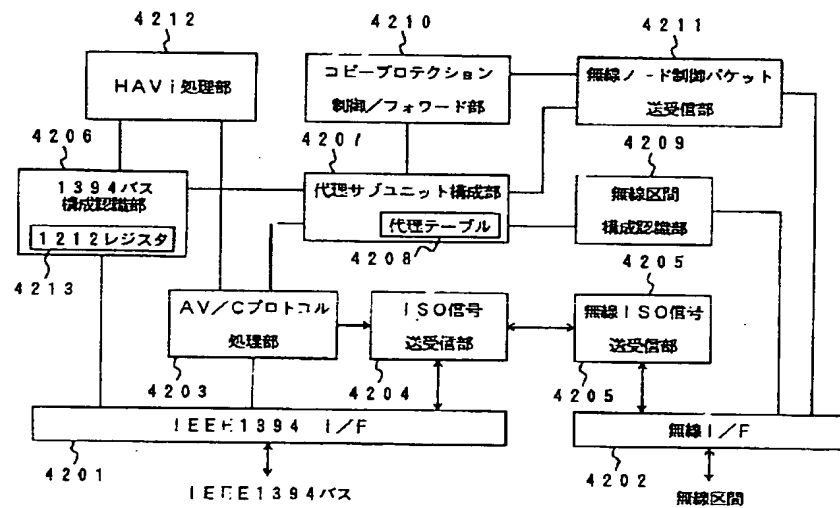 4212
HAVi処理部
4210
コピープロテクション
制御/フォワード部
4211
無線ノード制御パケット
送受信部
4206
1394バス
構成認識部
1212レジスタ
4213
4207
代理サブユニット構成部
代理テーブル
4208
4209
無線区間
構成認識部
AV/Cプロトコル
処理部
4203
ISO信号
送受信部
4204
4205
無線ISO信号
送受信部
4205
IEEE1394 I/F
4201
IEEE1394バス
無線I/F
4202
無線区間